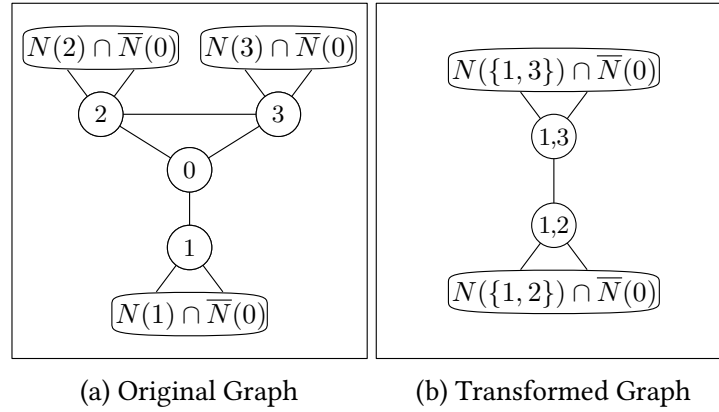 N(2) ∩ N̅(0) N(3) ∩ N̅(0)
2 3
0
1
N(1) ∩ N̅(0)
(a) Original Graph
N({1, 3}) ∩ N̅(0)
1,3
1,2
N({1, 2}) ∩ N̅(0)
(b) Transformed Graph